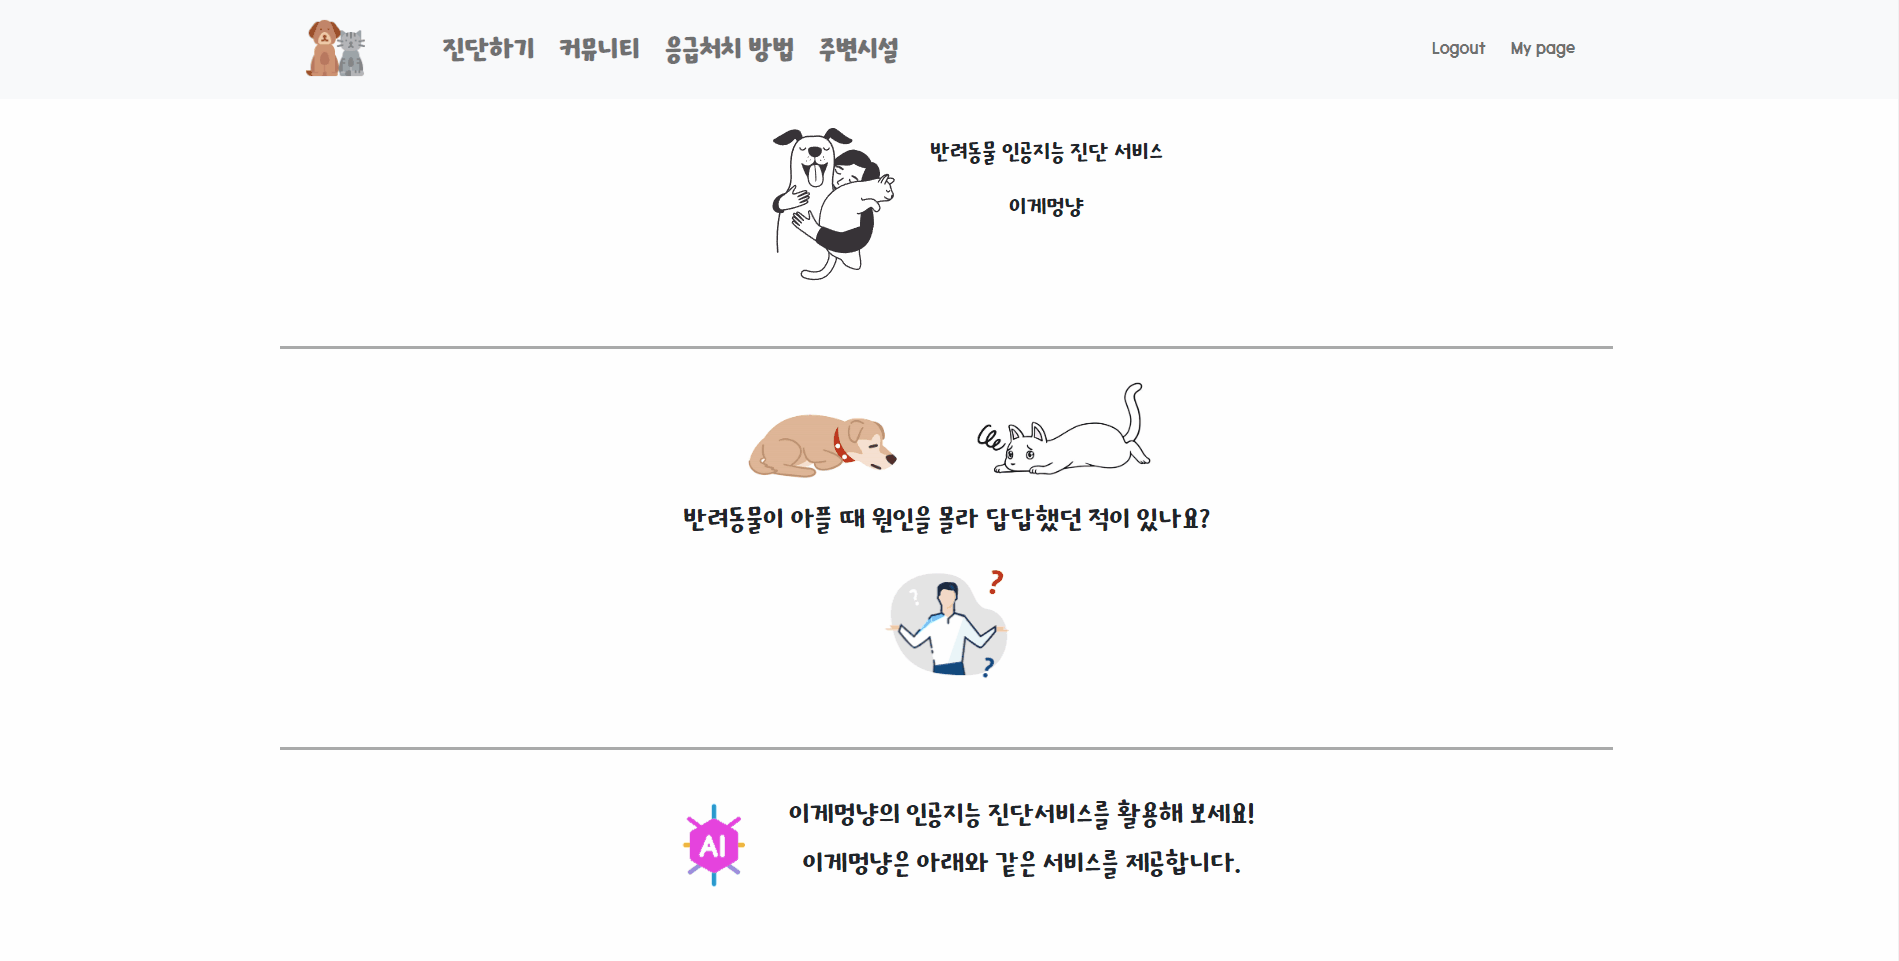 진단하기 커뮤니티 응급처치 방법 주변시설 Logout My page
반려동물 인공지능 진단 서비스
이게멍냥
반려동물이 아플 때 원인을 몰라 답답했던 적이 있나요?
?
?
?
이게멍냥의 인공지능 진단서비스를 활용해 보세요!
AI
이게멍냥은 아래와 같은 서비스를 제공합니다.